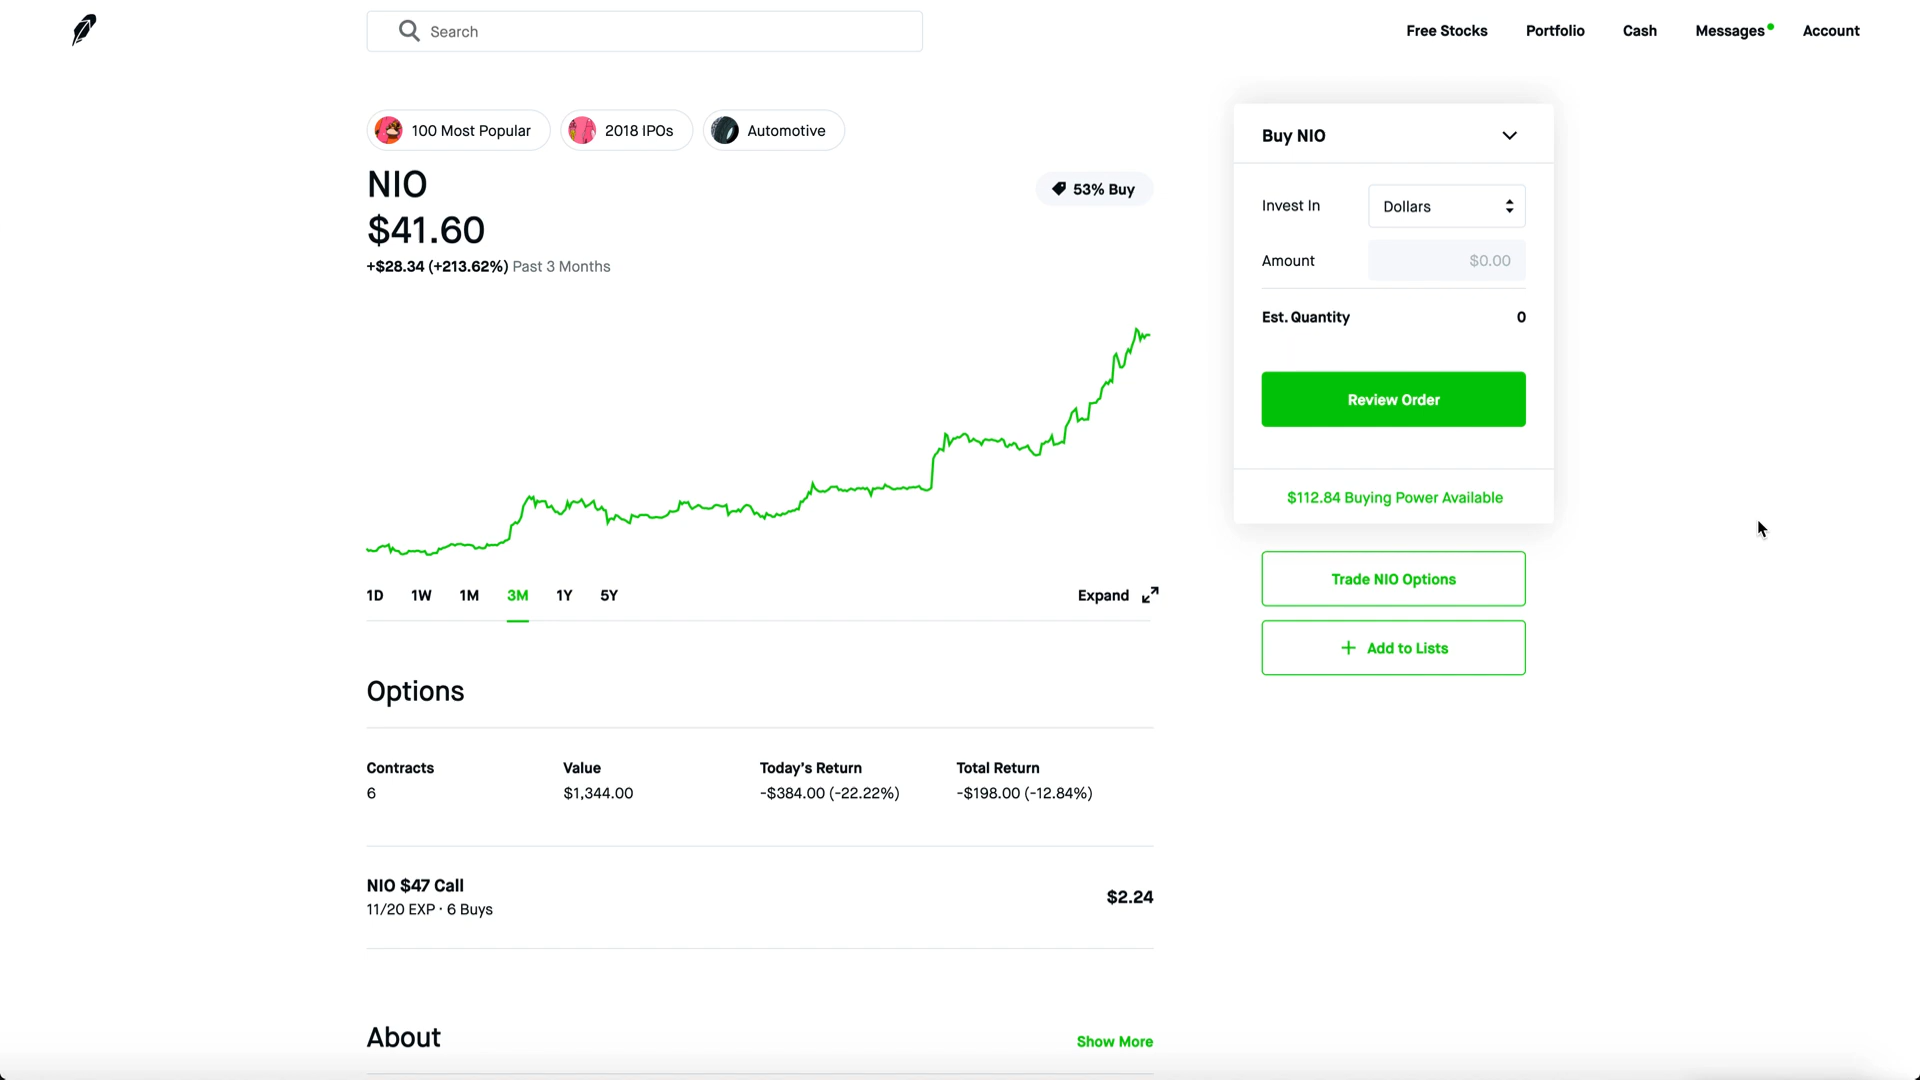 Search
Free Stocks Portfolio Cash Messages Account
100 Most Popular 2018 IPOs Automotive
NIO
$41.60
+$28.34 (+213.62%) Past 3 Months
53% Buy
Buy NIO
Invest In Dollars
Amount $0.00
Est. Quantity 0
Review Order
$112.84 Buying Power Available
Trade NIO Options
+ Add to Lists
1D 1W 1M 3M 1Y 5Y Expand
Options
Contracts Value Today’s Return Total Return
6 $1,344.00 -$384.00 (-22.22%) -$198.00 (-12.84%)
NIO $47 Call
11/20 EXP · 6 Buys
$2.24
About Show More